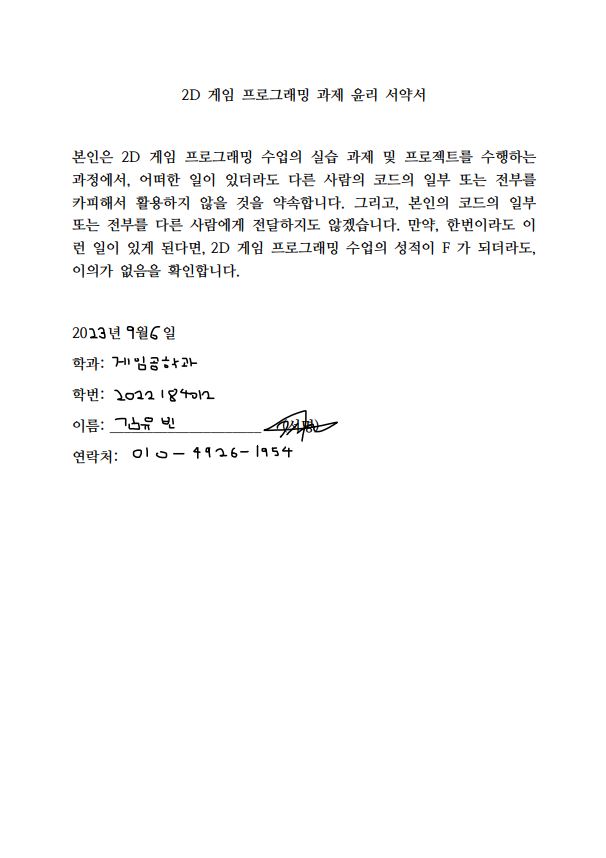 2D 게임 프로그래밍 과제 윤리 서약서
본인은 2D 게임 프로그래밍 수업의 실습 과제 및 프로젝트를 수행하는
과정에서, 어떠한 일이 있더라도 다른 사람의 코드의 일부 또는 전부를
카피해서 활용하지 않을 것을 약속합니다. 그리고, 본인의 코드의 일부
또는 전부를 다른 사람에게 전달하지도 않겠습니다. 만약, 한번이라도 이
런 일이 있게 된다면, 2D 게임 프로그래밍 수업의 성적이 F 가 되더라도,
이의가 없음을 확인합니다.
2023년 9월6일
학과: 게임공학과
학번: 2022184012
이름: 김유빈 (서명)
연락처: 010-4926-1954